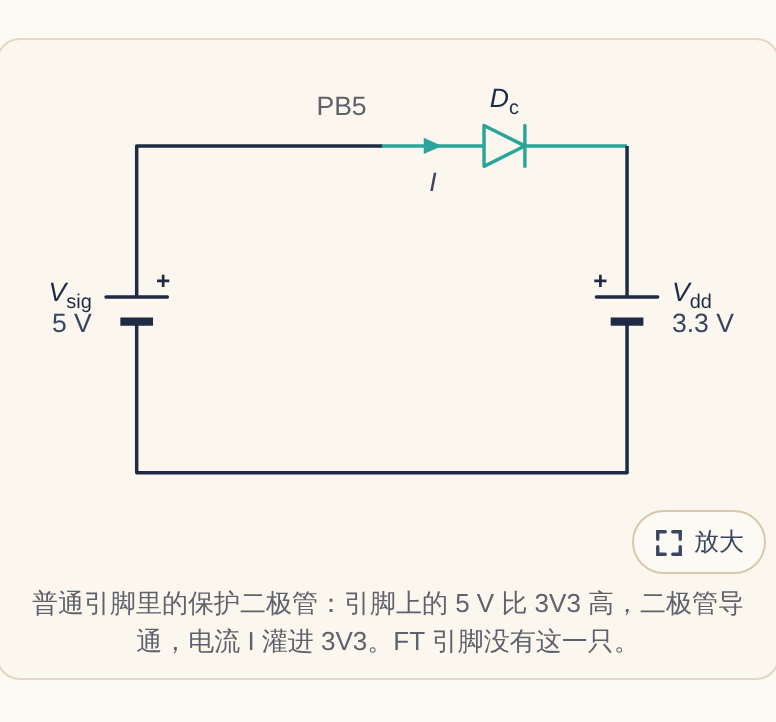 PB5
Dc
I
+
Vsig
5 V
+
Vdd
3.3 V
放大
普通引脚里的保护二极管：引脚上的 5 V 比 3V3 高，二极管导
通，电流 I 灌进 3V3。FT 引脚没有这一只。